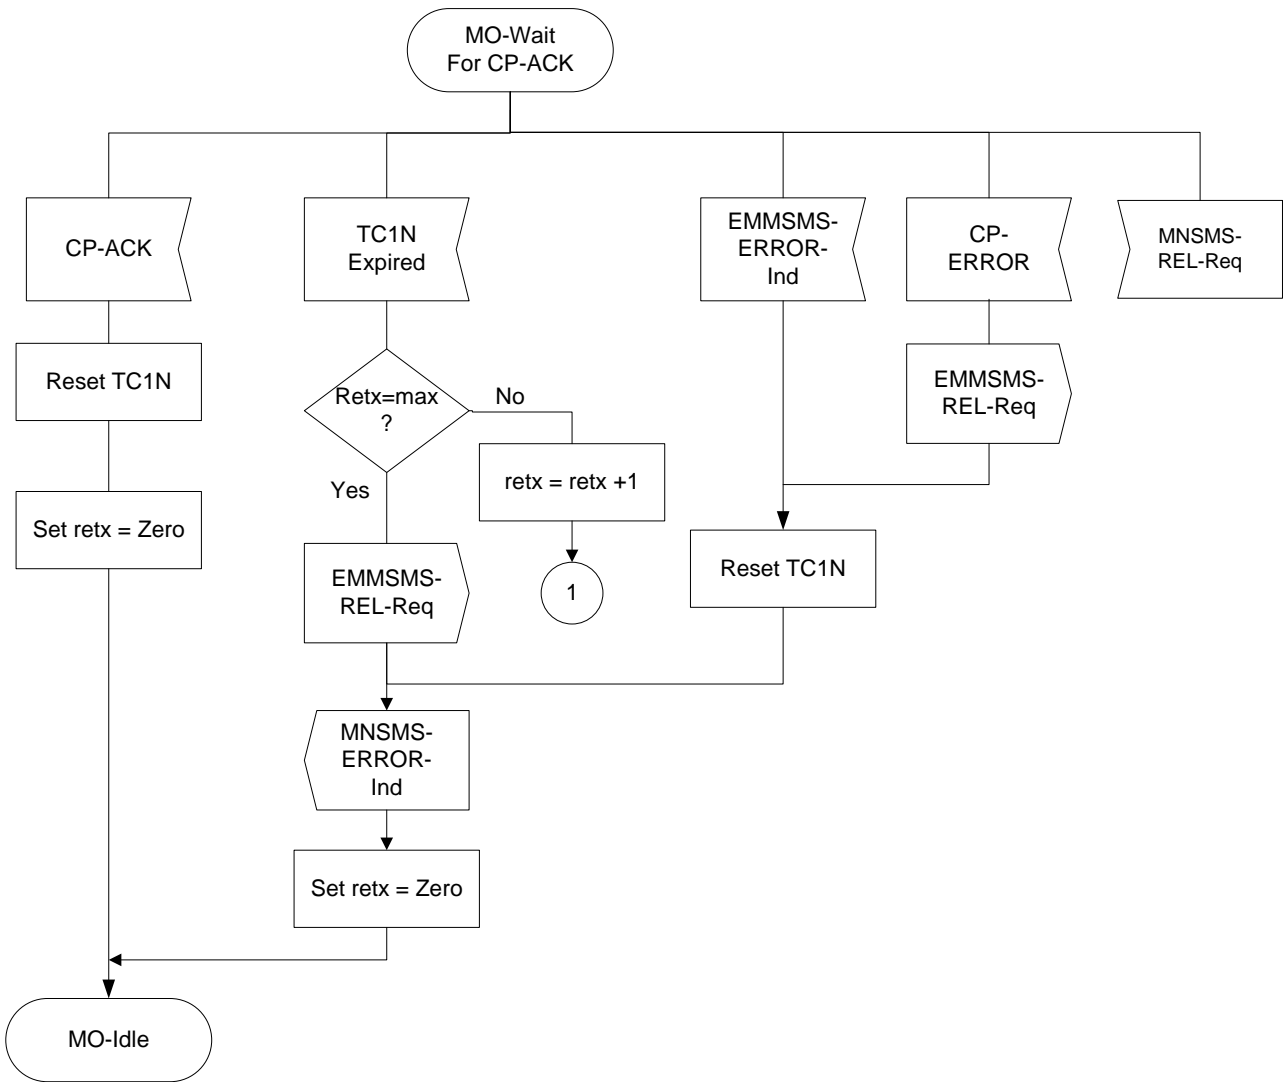 MO-Wait
For CP-ACK
CP-ACK
TC1N
Expired
EMMSMS-
ERROR-
Ind
CP-
ERROR
MNSMS-
REL-Req
Reset TC1N
Retx=max
?
No
EMMSMS-
REL-Req
Yes
retx = retx +1
Set retx = Zero
EMMSMS-
REL-Req
1
Reset TC1N
MNSMS-
ERROR-
Ind
Set retx = Zero
MO-Idle